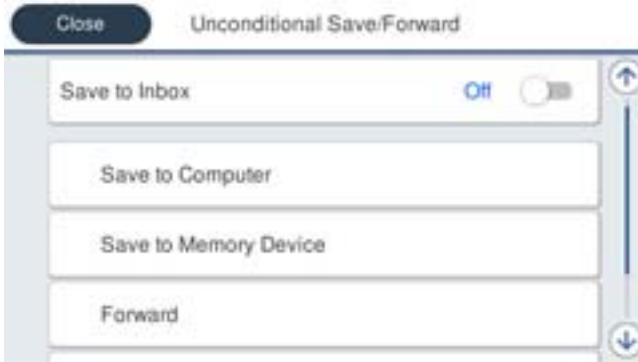 Close Unconditional Save/Forward
Save to Inbox Off
Save to Computer
Save to Memory Device
Forward